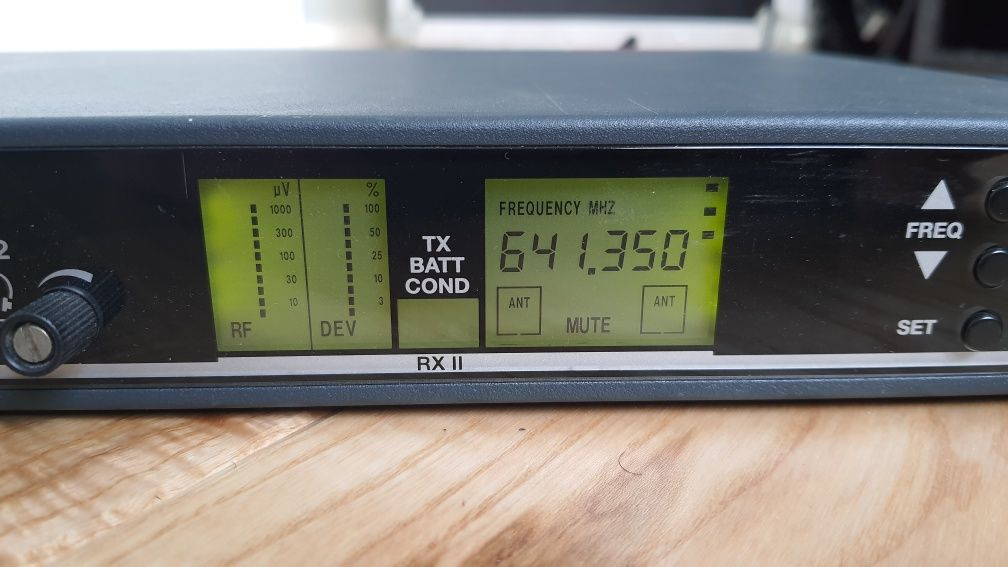 2
µV
1000
300
100
30
10
RF
%
100
50
25
10
3
DEV
TX
BATT
COND
FREQUENCY MHZ
641.350
ANT
MUTE
ANT
RX II
FREQ
SET